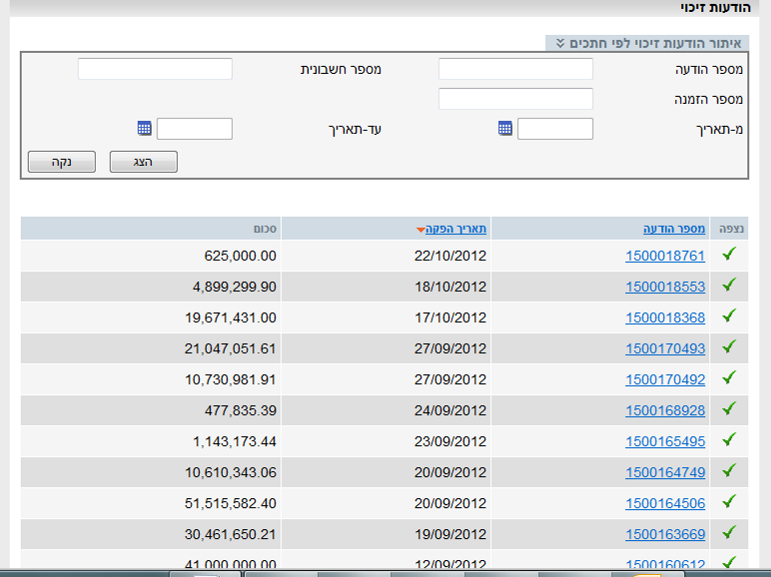 הודעות זיכוי
איתור הודעות זיכוי לפי חתכים
מספר הודעה מספר חשבונית
מספר הזמנה
מ-תאריך עד-תאריך
הצג נקה
נצפה מספר הודעה תאריך הפקה סכום
1500018761 22/10/2012 625,000.00
1500018553 18/10/2012 4,899,299.90
1500018368 17/10/2012 19,671,431.00
1500170493 27/09/2012 21,047,051.61
1500170492 27/09/2012 10,730,981.91
1500168928 24/09/2012 477,835.39
1500165495 23/09/2012 1,143,173.44
1500164749 20/09/2012 10,610,343.06
1500164506 20/09/2012 51,515,582.40
1500163669 19/09/2012 30,461,650.21
1500160612 12/09/2012 41,000,000.00